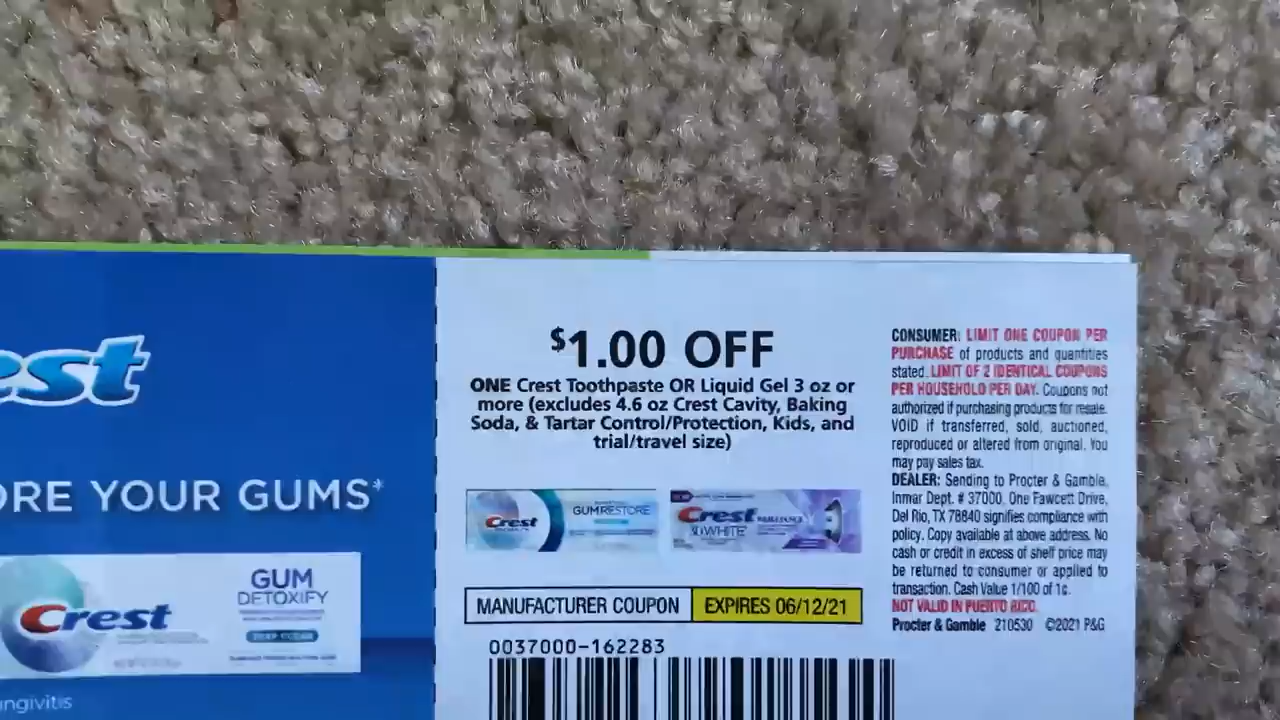 est
ORE YOUR GUMS*
Crest
GUM
DETOXIFY
DEEP CLEAN
ngivitis
$1.00 OFF
ONE Crest Toothpaste OR Liquid Gel 3 oz or
more (excludes 4.6 oz Crest Cavity, Baking
Soda, & Tartar Control/Protection, Kids, and
trial/travel size)
Crest
GUMRESTORE
Crest
3DWHITE
BRILLIANCE
MANUFACTURER COUPON
EXPIRES 06/12/21
0037000-162283
CONSUMER: LIMIT ONE COUPON PER
PURCHASE of products and quantities
stated. LIMIT OF 2 IDENTICAL COUPONS
PER HOUSEHOLD PER DAY. Coupons not
authorized if purchasing products for resale.
VOID if transferred, sold, auctioned,
reproduced or altered from original. You
may pay sales tax.
DEALER: Sending to Procter & Gamble,
Inmar Dept. # 37000, One Fawcett Drive,
Del Rio, TX 78840 signifies compliance with
policy. Copy available at above address. No
cash or credit in excess of shelf price may
be returned to consumer or applied to
transaction. Cash Value 1/100 of 1¢.
NOT VALID IN PUERTO RICO.
Procter & Gamble 210530 ©2021 P&G